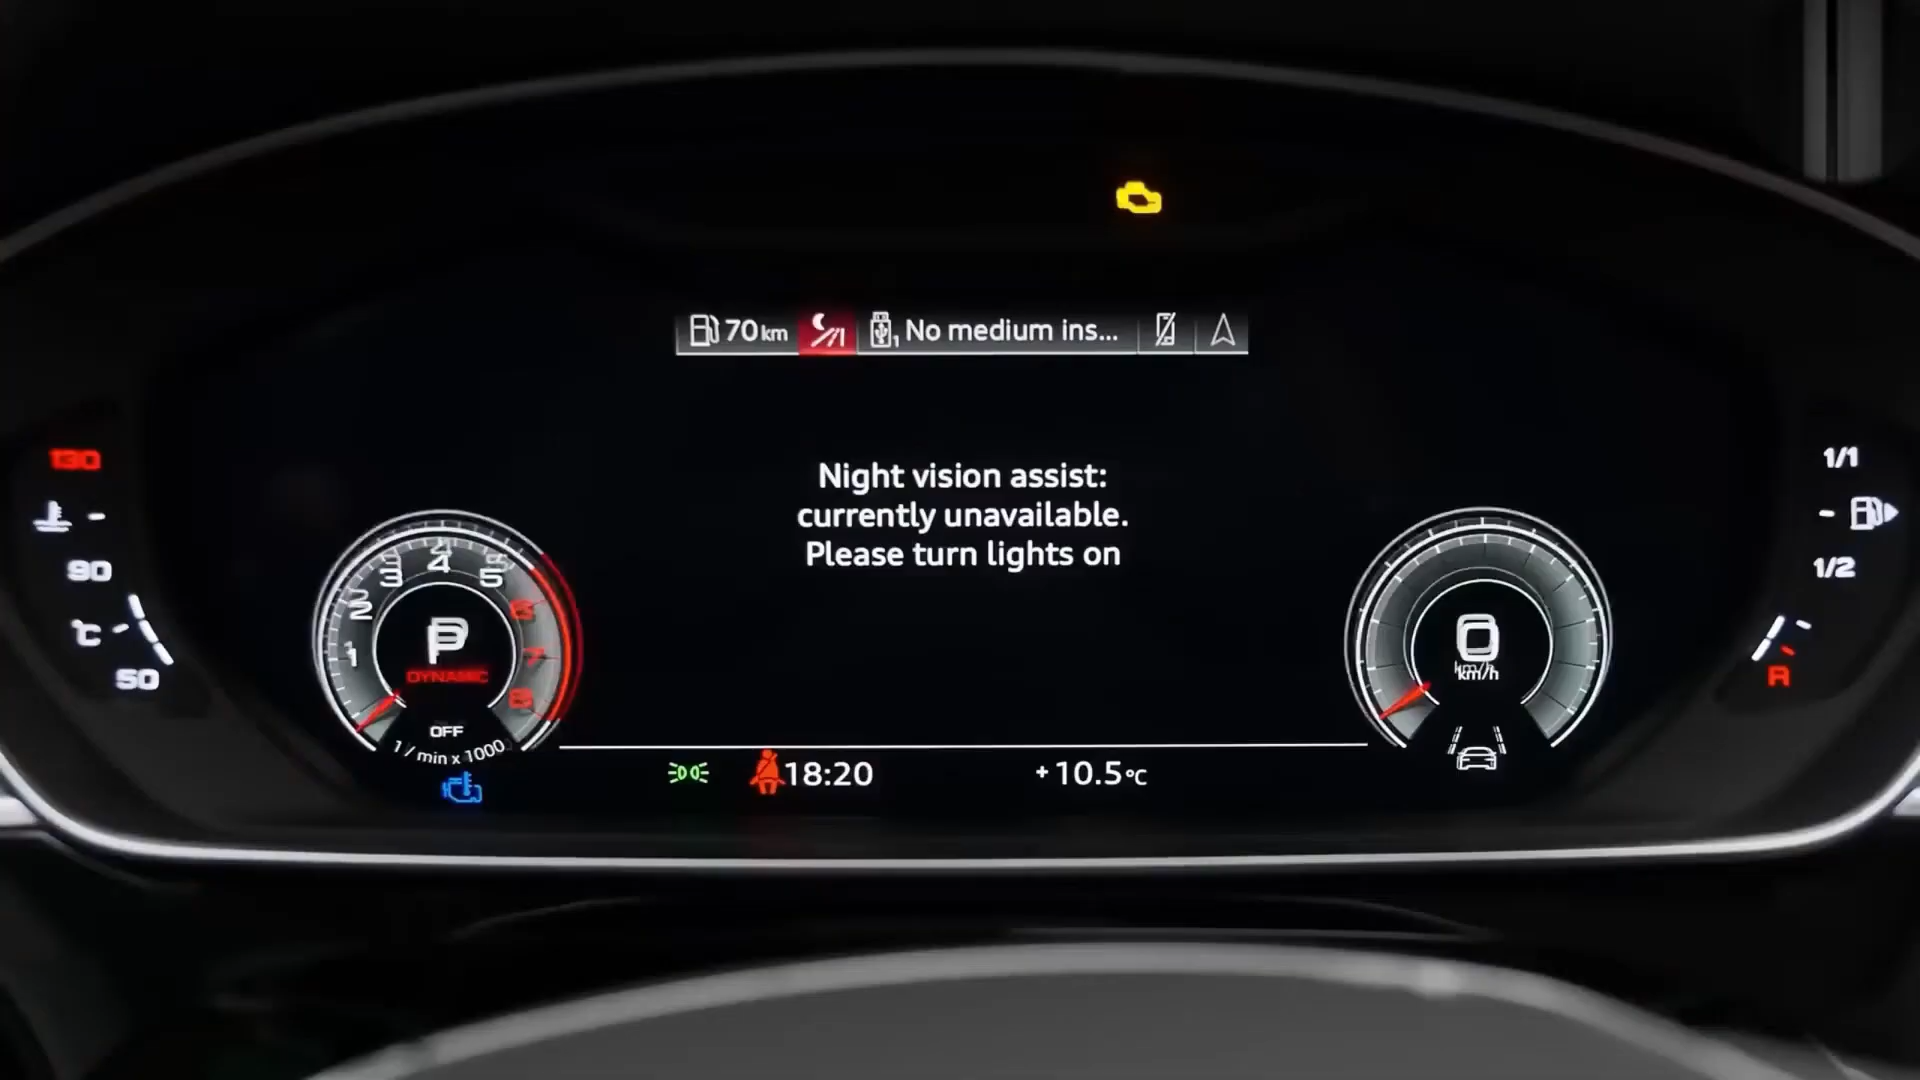 70 km
1 No medium ins...
130
90
°C
50
Night vision assist:
currently unavailable.
Please turn lights on
1 2 3 4 5 6 7 8
P
DYNAMIC
OFF
1 / min x 1000
0
km/h
1/1
1/2
R
18:20
+10.5°C